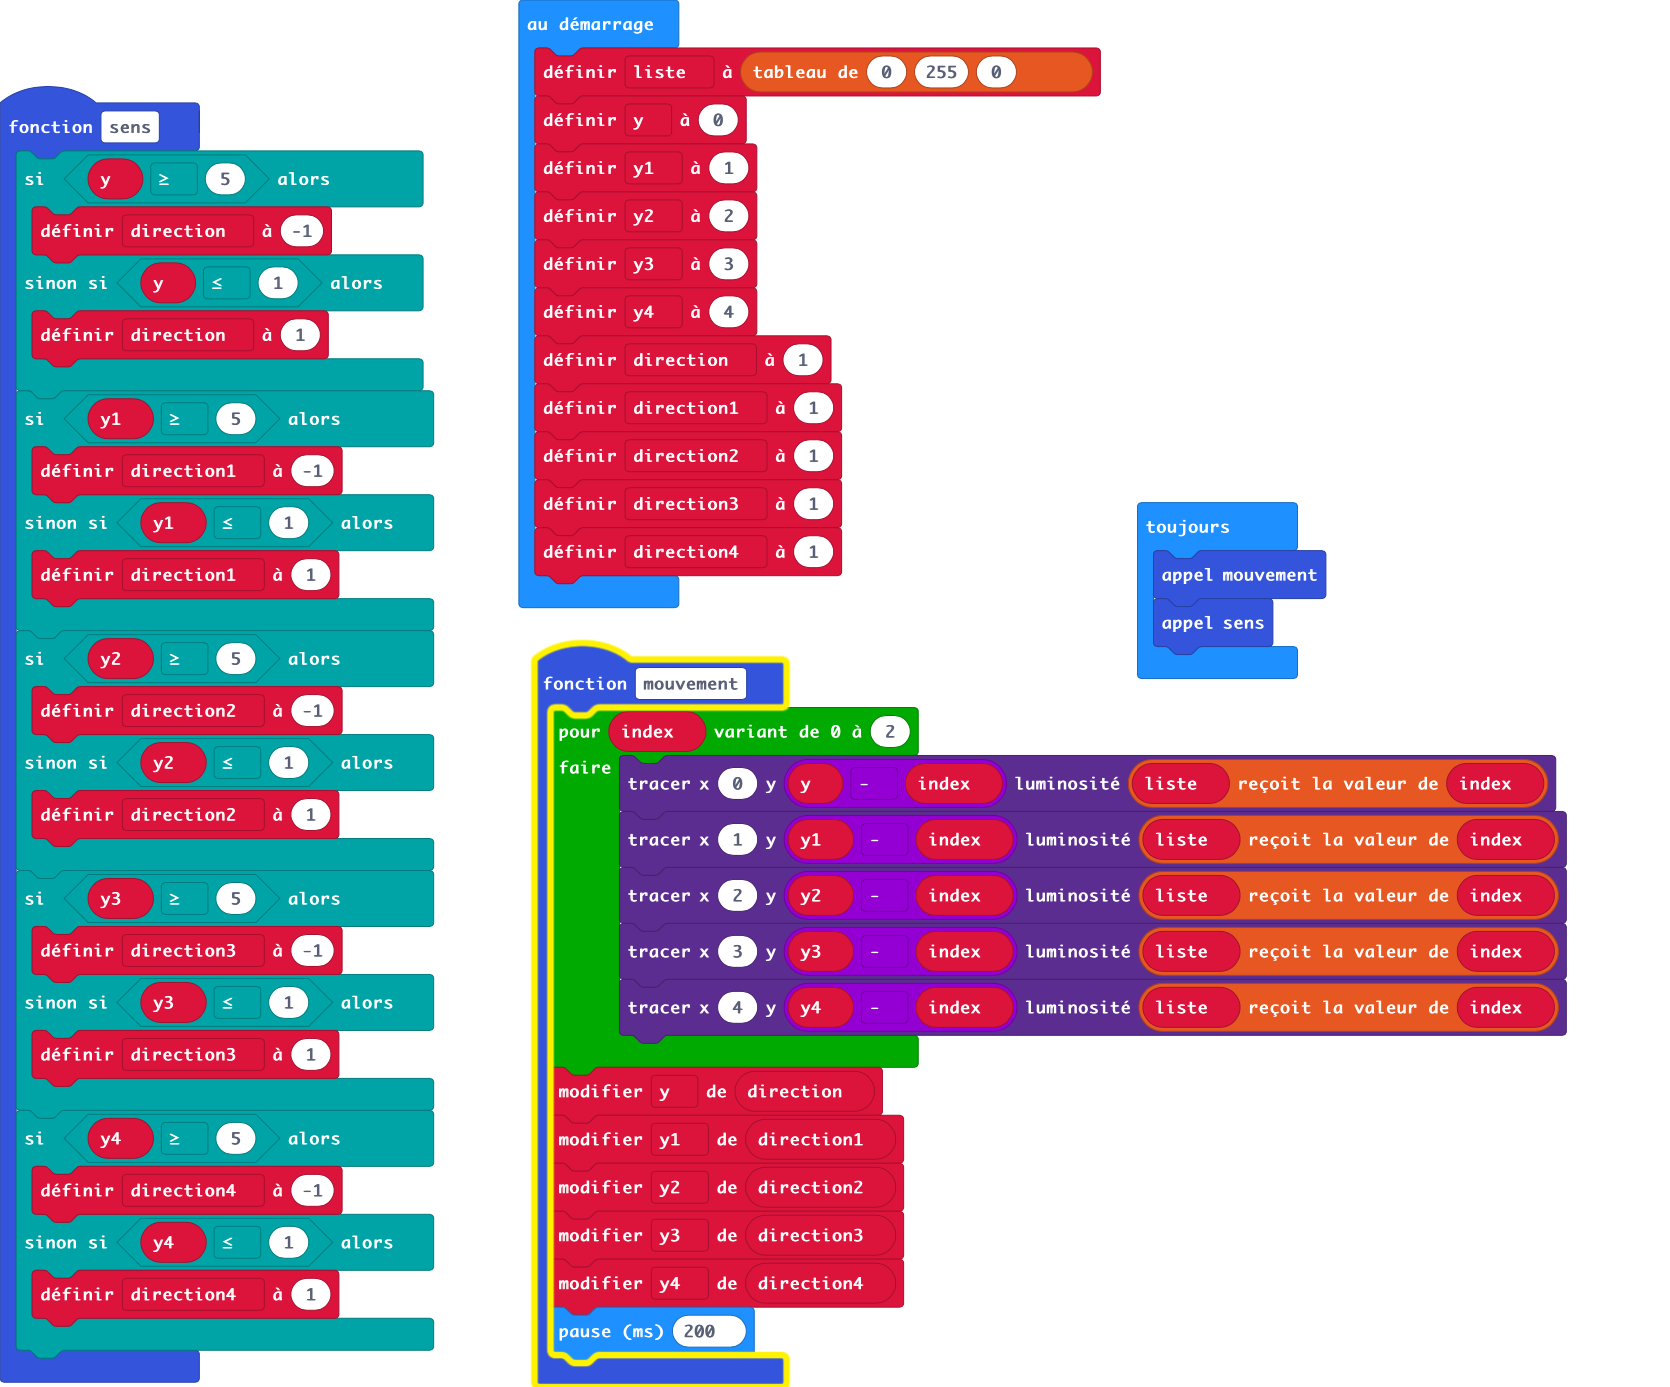 fonction sens
si y ≥ 5 alors
définir direction à -1
sinon si y ≤ 1 alors
définir direction à 1
si y1 ≥ 5 alors
définir direction1 à -1
sinon si y1 ≤ 1 alors
définir direction1 à 1
si y2 ≥ 5 alors
définir direction2 à -1
sinon si y2 ≤ 1 alors
définir direction2 à 1
si y3 ≥ 5 alors
définir direction3 à -1
sinon si y3 ≤ 1 alors
définir direction3 à 1
si y4 ≥ 5 alors
définir direction4 à -1
sinon si y4 ≤ 1 alors
définir direction4 à 1
au démarrage
définir liste à tableau de 0 255 0
définir y à 0
définir y1 à 1
définir y2 à 2
définir y3 à 3
définir y4 à 4
définir direction à 1
définir direction1 à 1
définir direction2 à 1
définir direction3 à 1
définir direction4 à 1
fonction mouvement
pour index variant de 0 à 2
faire
tracer x 0 y y - index luminosité liste reçoit la valeur de index
tracer x 1 y y1 - index luminosité liste reçoit la valeur de index
tracer x 2 y y2 - index luminosité liste reçoit la valeur de index
tracer x 3 y y3 - index luminosité liste reçoit la valeur de index
tracer x 4 y y4 - index luminosité liste reçoit la valeur de index
modifier y de direction
modifier y1 de direction1
modifier y2 de direction2
modifier y3 de direction3
modifier y4 de direction4
pause (ms) 200
toujours
appel mouvement
appel sens